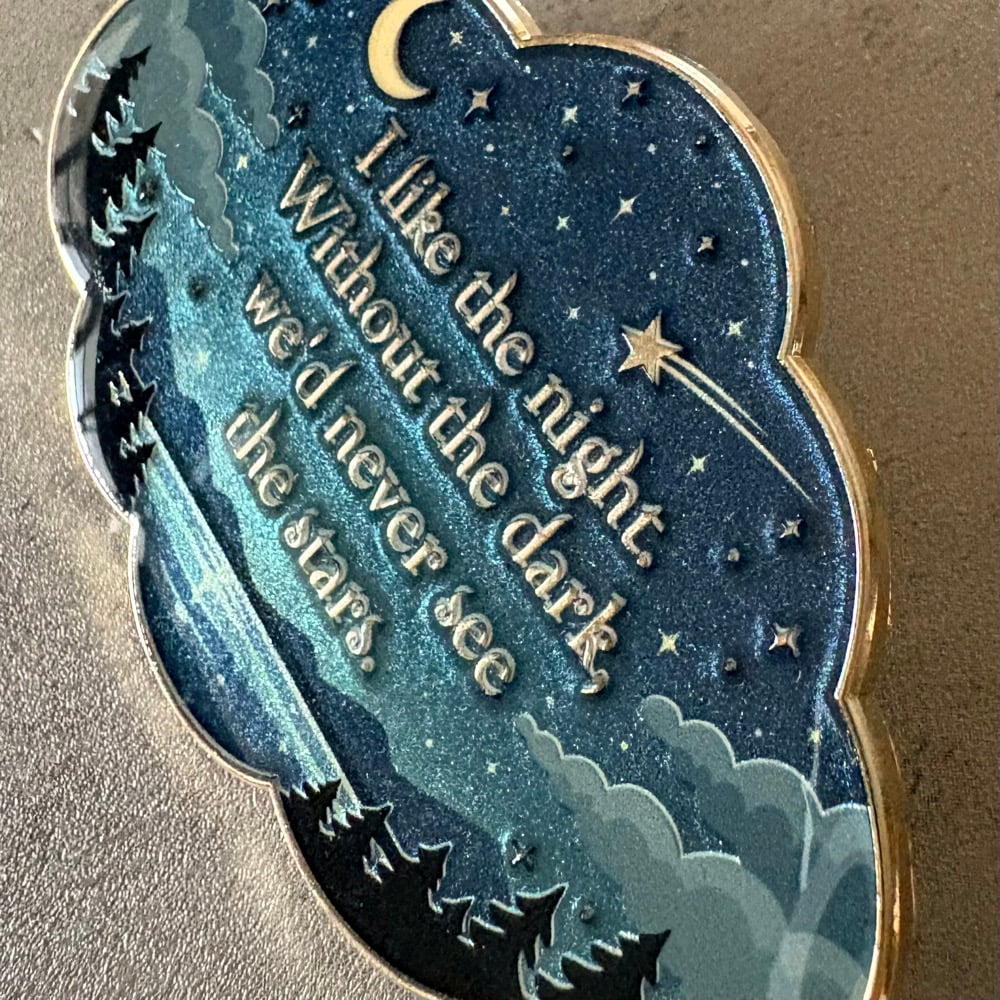 I like the night.
Without the dark,
we'd never see
the stars.